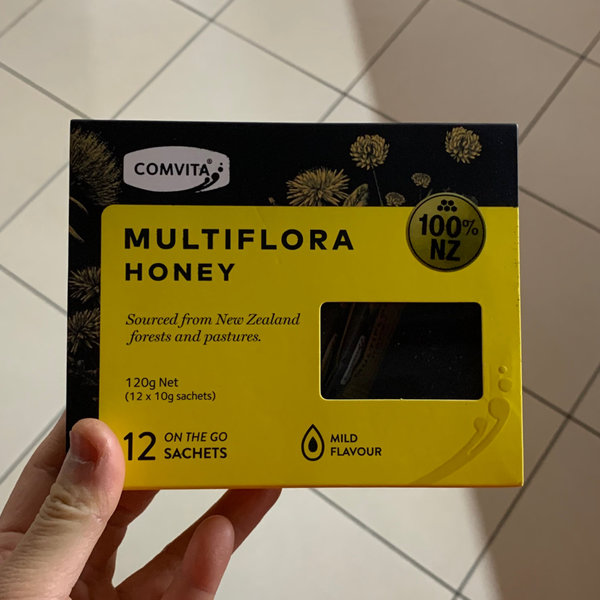 COMVITA®
MULTIFLORA
HONEY
100%
NZ
Sourced from New Zealand
forests and pastures.
120g Net
(12 x 10g sachets)
12 ON THE GO
SACHETS
MILD
FLAVOUR